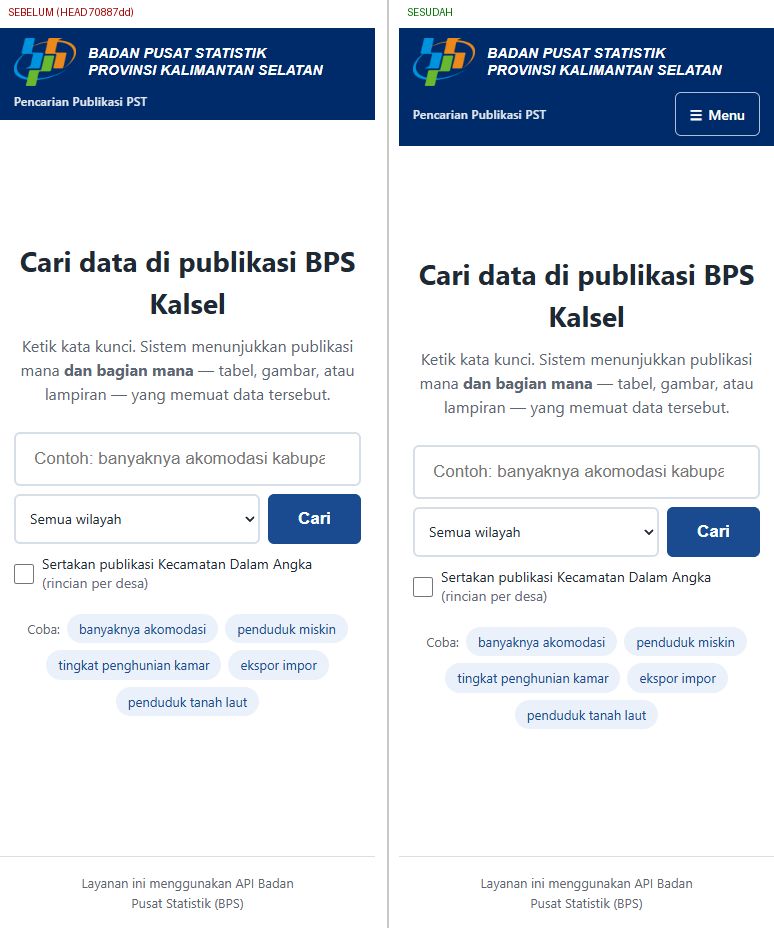 SEBELUM (HEAD 70887dd)
BADAN PUSAT STATISTIK
PROVINSI KALIMANTAN SELATAN
Pencarian Publikasi PST
Cari data di publikasi BPS
Kalsel
Ketik kata kunci. Sistem menunjukkan publikasi
mana dan bagian mana — tabel, gambar, atau
lampiran — yang memuat data tersebut.
Contoh: banyaknya akomodasi kabupa
Semua wilayah
Cari
Sertakan publikasi Kecamatan Dalam Angka
(rincian per desa)
Coba: banyaknya akomodasi penduduk miskin
tingkat penghunian kamar ekspor impor
penduduk tanah laut
Layanan ini menggunakan API Badan
Pusat Statistik (BPS)
SESUDAH
BADAN PUSAT STATISTIK
PROVINSI KALIMANTAN SELATAN
Pencarian Publikasi PST
☰ Menu
Cari data di publikasi BPS
Kalsel
Ketik kata kunci. Sistem menunjukkan publikasi
mana dan bagian mana — tabel, gambar, atau
lampiran — yang memuat data tersebut.
Contoh: banyaknya akomodasi kabupa
Semua wilayah
Cari
Sertakan publikasi Kecamatan Dalam Angka
(rincian per desa)
Coba: banyaknya akomodasi penduduk miskin
tingkat penghunian kamar ekspor impor
penduduk tanah laut
Layanan ini menggunakan API Badan
Pusat Statistik (BPS)